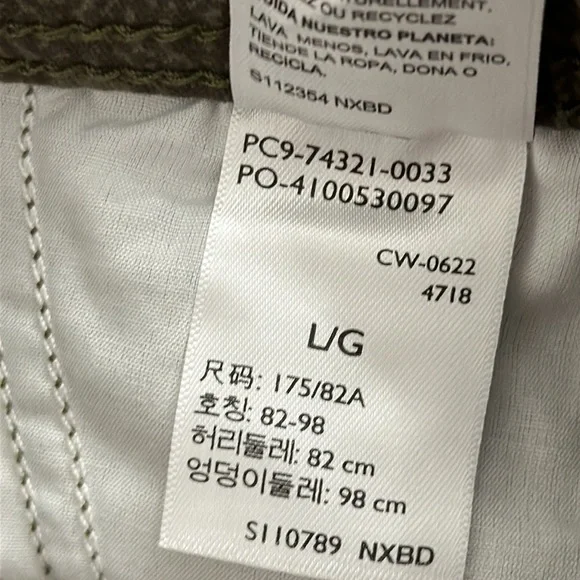 OU RECYCLEZ
NUESTRO PLANETA:
LAVA MENOS, LAVA EN FRIO,
TIENDE LA ROPA, DONA O
RECICLA.
S112354 NXBD
PC9-74321-0033
PO-4100530097
CW-0622
4718
L/G
尺码: 175/82A
호칭: 82-98
허리둘레: 82 cm
엉덩이둘레: 98 cm
S110789 NXBD